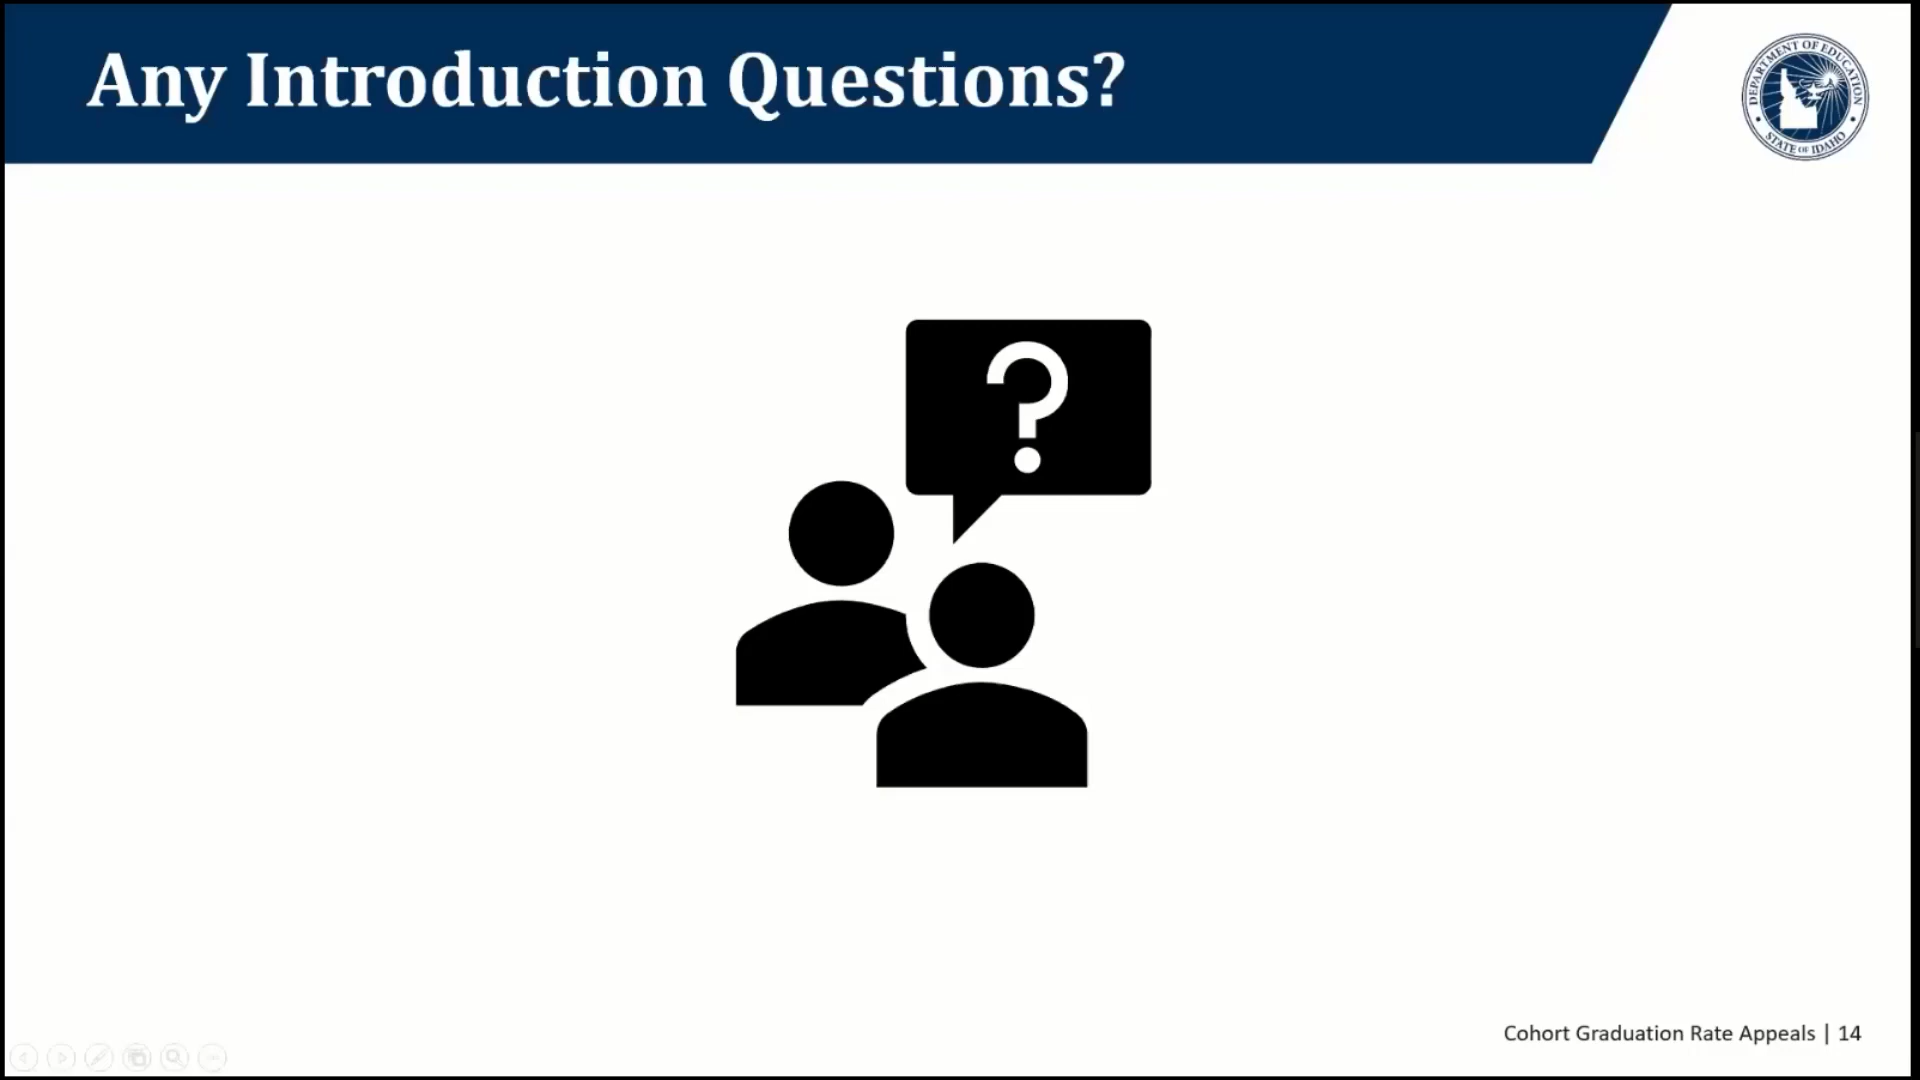 Any Introduction Questions?
DEPARTMENT OF EDUCATION
STATE OF IDAHO
?
Cohort Graduation Rate Appeals | 14